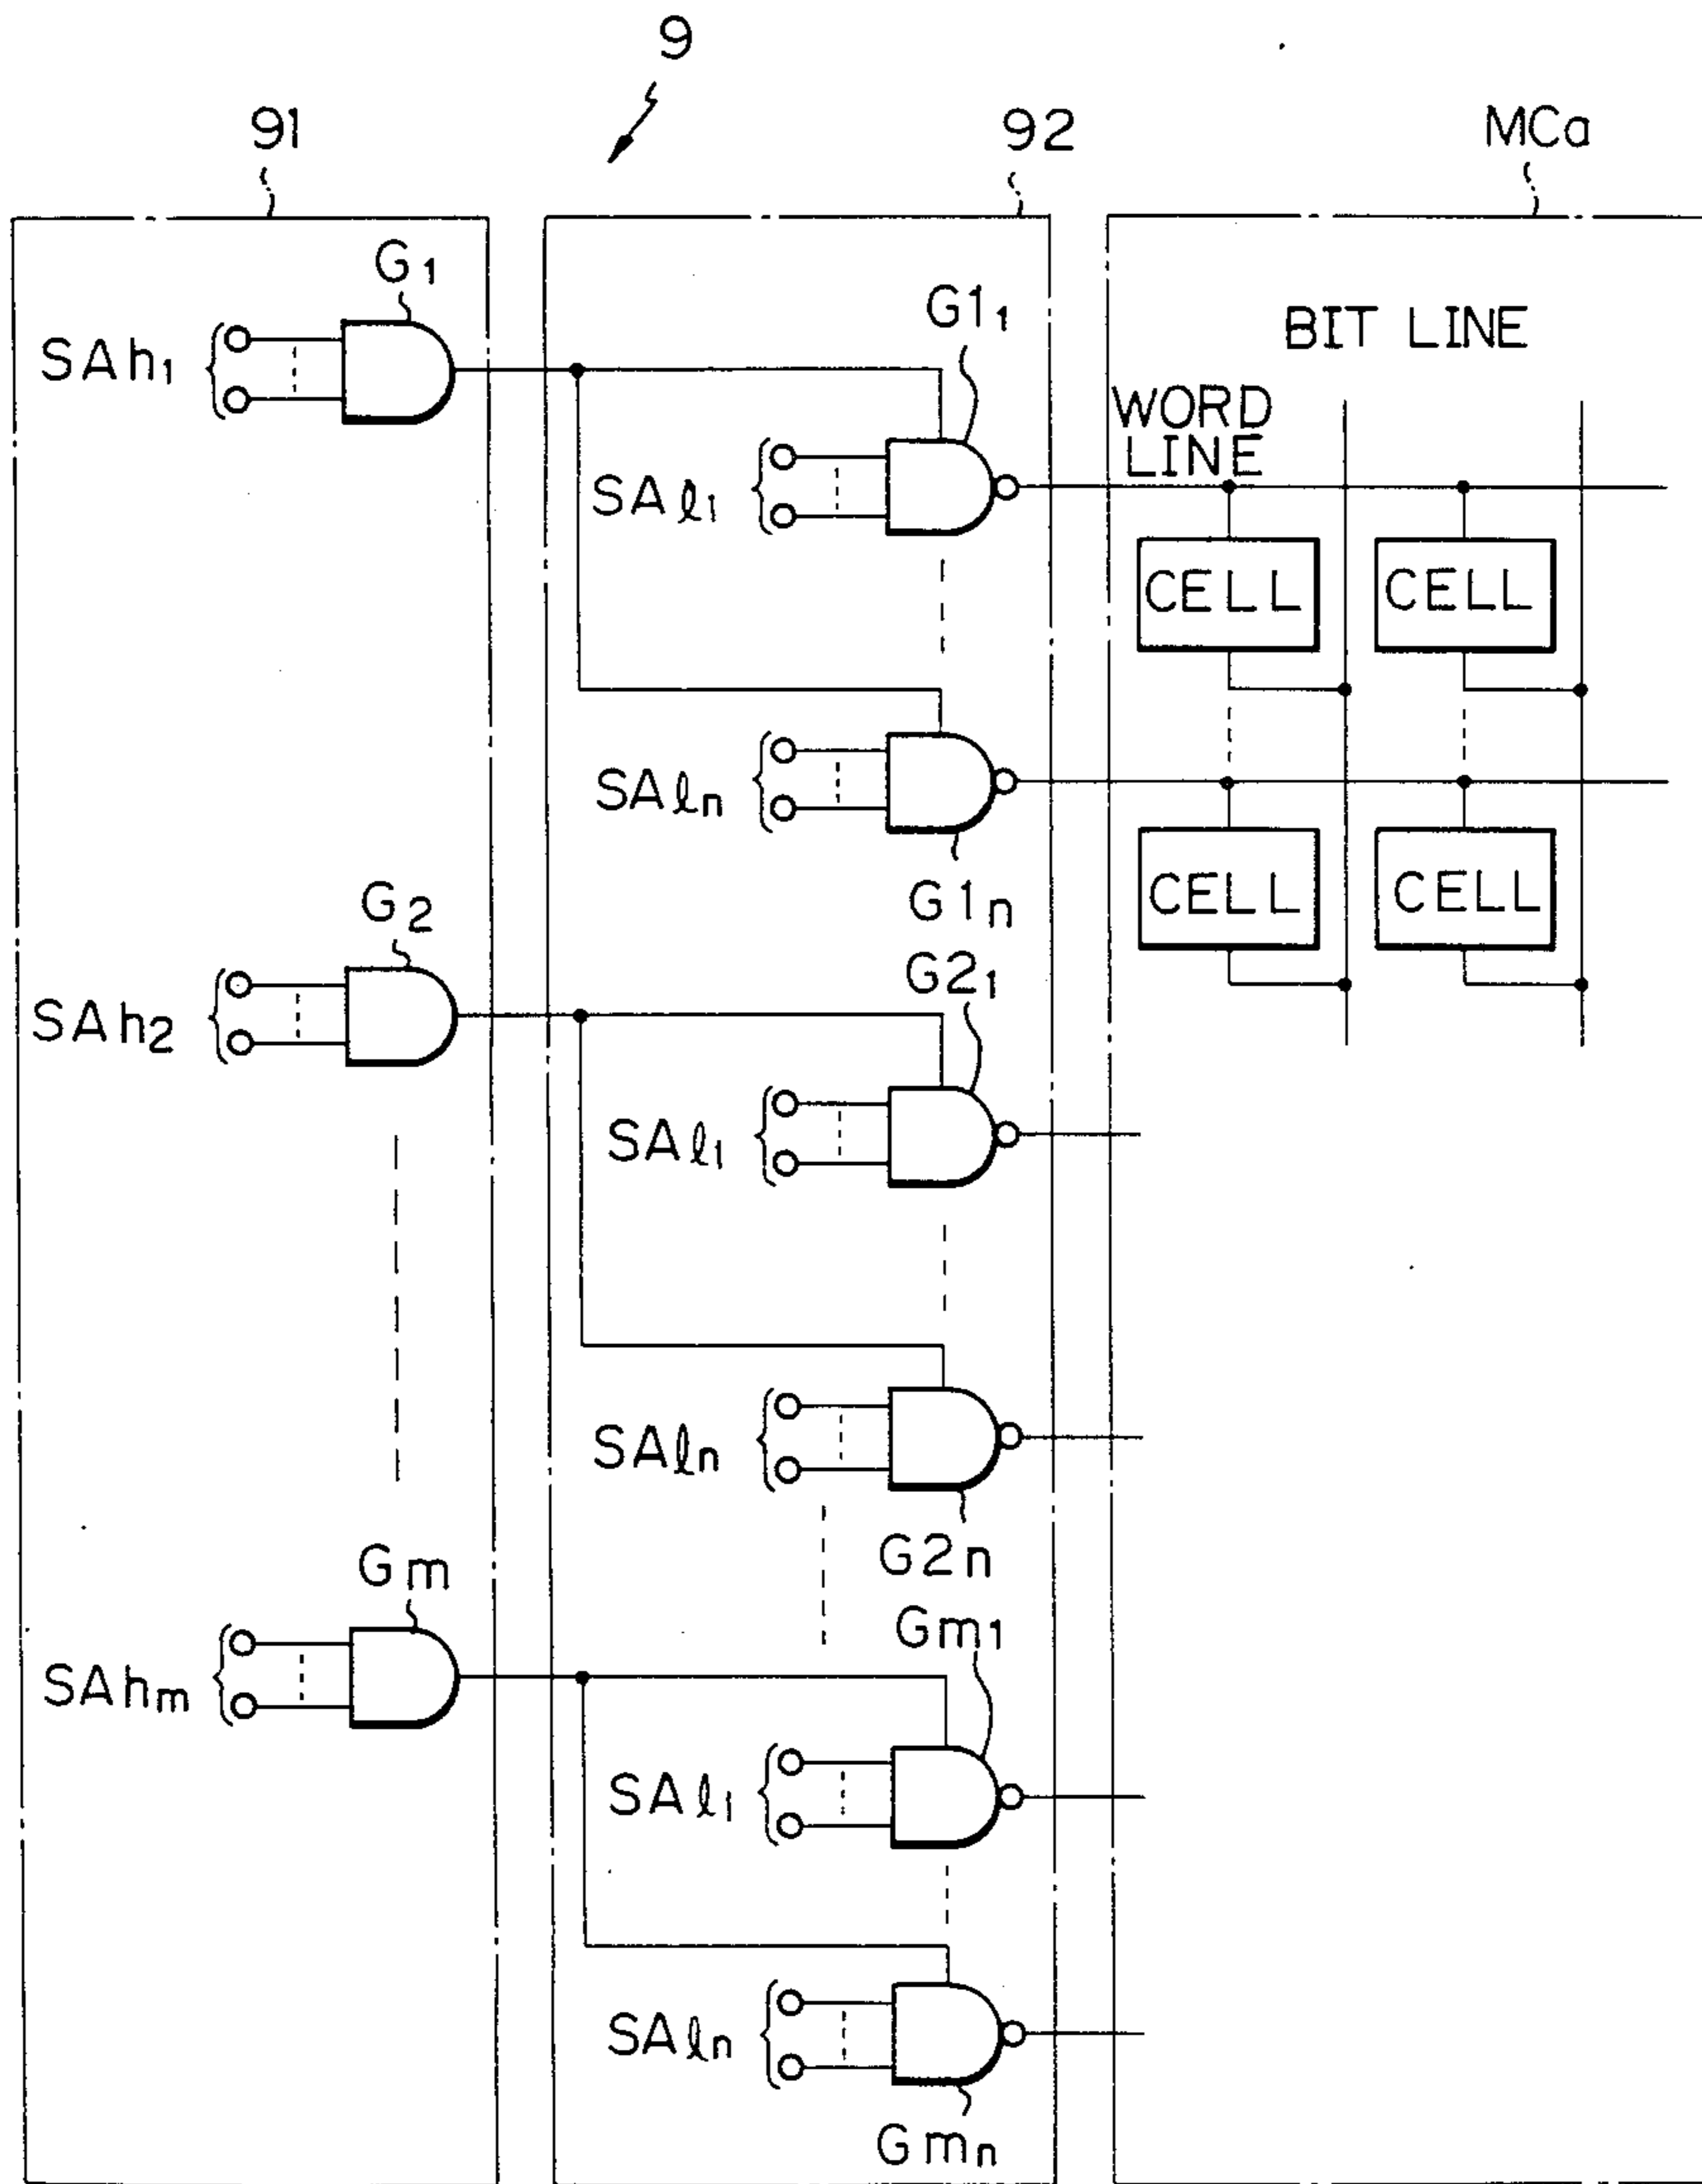 9
91
92
MCa
G₁
SAh₁
G1₁
BIT LINE
WORD
LINE
SAℓ₁
CELL CELL
SAℓn
G1n
CELL CELL
G₂
G2₁
SAh₂
SAℓ₁
SAℓn
G2n
Gm
Gm₁
SAhm
SAℓ₁
SAℓn
Gmn